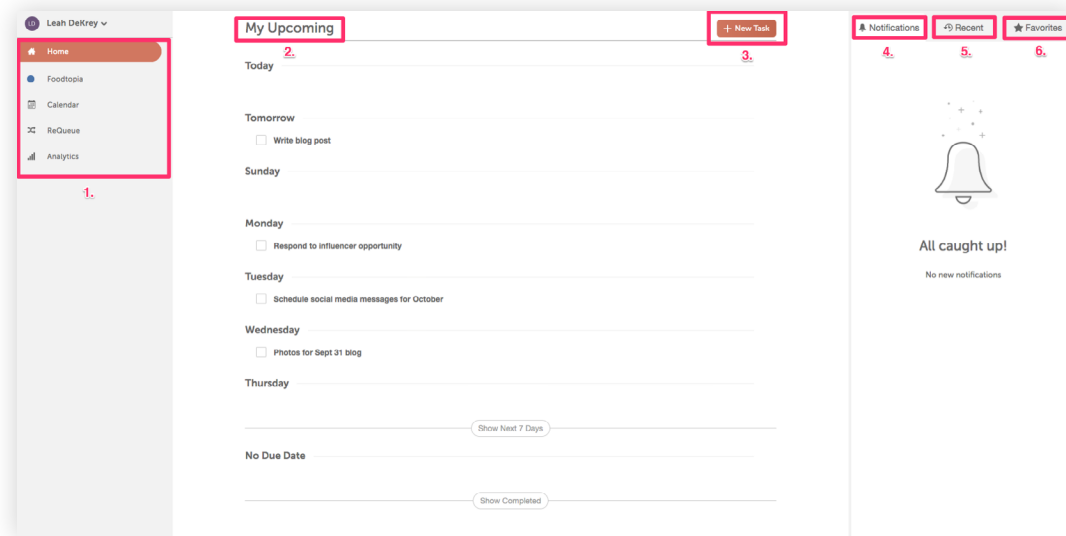 LD Leah DeKrey
Home
Foodtopia
Calendar
ReQueue
Analytics
1.
My Upcoming
2.
+ New Task
3.
Today
Tomorrow
Write blog post
Sunday
Monday
Respond to influencer opportunity
Tuesday
Schedule social media messages for October
Wednesday
Photos for Sept 31 blog
Thursday
Show Next 7 Days
No Due Date
Show Completed
Notifications
4.
Recent
5.
Favorites
6.
All caught up!
No new notifications